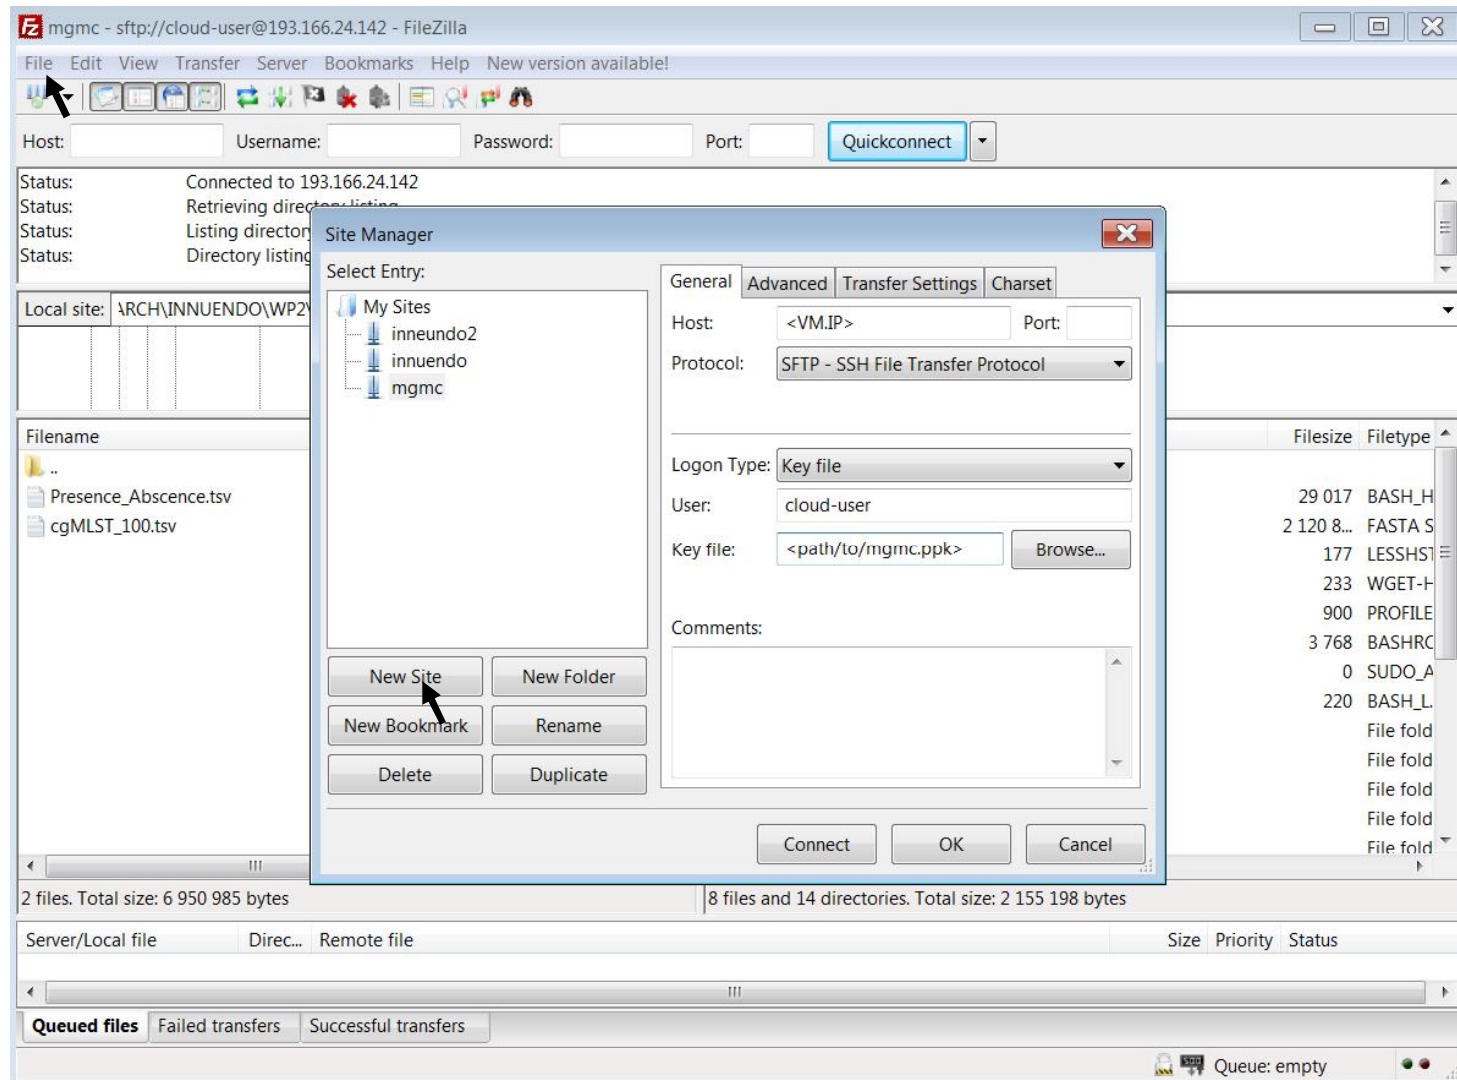 mgmc - sftp://cloud-user@193.166.24.142 - FileZilla
File Edit View Transfer Server Bookmarks Help New version available!
Host: Username: Password: Port: Quickconnect
Status: Connected to 193.166.24.142
Status: Retrieving directory listing
Status: Listing directory
Status: Directory listing
Local site: ARCH\INNUENDO\WP2\
Filename
..
Presence_Abscence.tsv
cgMLST_100.tsv
Site Manager
Select Entry:
My Sites
inneundo2
innuendo
mgmc
New Site New Folder
New Bookmark Rename
Delete Duplicate
General Advanced Transfer Settings Charset
Host: <VM.IP> Port:
Protocol: SFTP - SSH File Transfer Protocol
Logon Type: Key file
User: cloud-user
Key file: <path/to/mgmc.ppk> Browse...
Comments:
Connect OK Cancel
Filesize Filetype
29 017 BASH_H
2 120 8... FASTA S
177 LESSHST
233 WGET-H
900 PROFILE
3 768 BASHRC
0 SUDO_A
220 BASH_L
File fold
File fold
File fold
File fold
File fold
2 files. Total size: 6 950 985 bytes
8 files and 14 directories. Total size: 2 155 198 bytes
Server/Local file Direc... Remote file Size Priority Status
Queued files Failed transfers Successful transfers
Queue: empty